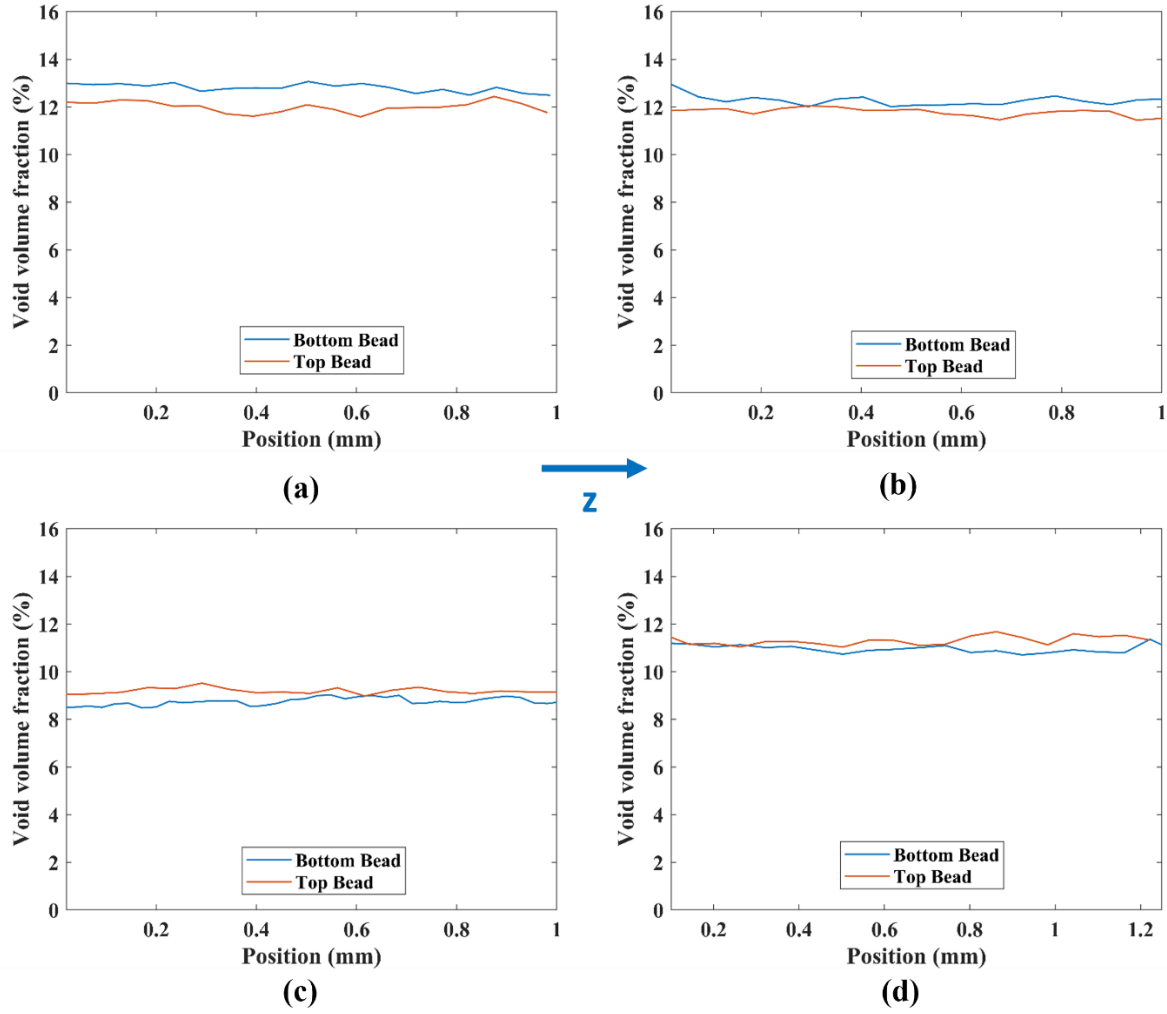 16
14
12
10
8
6
4
2
0
Void volume fraction (%)
Bottom Bead
Top Bead
0.2 0.4 0.6 0.8 1
Position (mm)
(a)
16
14
12
10
8
6
4
2
0
Void volume fraction (%)
Bottom Bead
Top Bead
0.2 0.4 0.6 0.8 1
Position (mm)
(b)
z
16
14
12
10
8
6
4
2
0
Void volume fraction (%)
Bottom Bead
Top Bead
0.2 0.4 0.6 0.8 1
Position (mm)
(c)
16
14
12
10
8
6
4
2
0
Void volume fraction (%)
Bottom Bead
Top Bead
0.2 0.4 0.6 0.8 1 1.2
Position (mm)
(d)